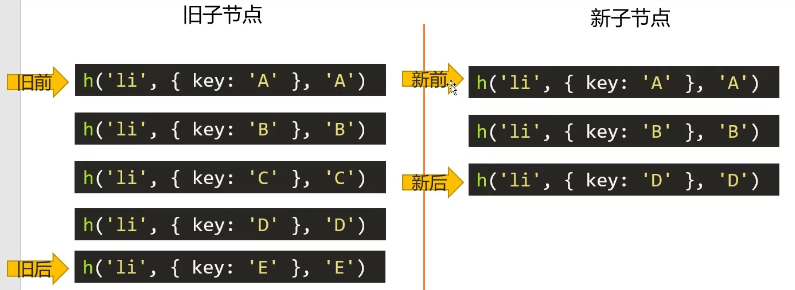 旧子节点
旧前
h('li', { key: 'A' }, 'A')
h('li', { key: 'B' }, 'B')
h('li', { key: 'C' }, 'C')
h('li', { key: 'D' }, 'D')
旧后
h('li', { key: 'E' }, 'E')
新子节点
新前
h('li', { key: 'A' }, 'A')
h('li', { key: 'B' }, 'B')
新后
h('li', { key: 'D' }, 'D')